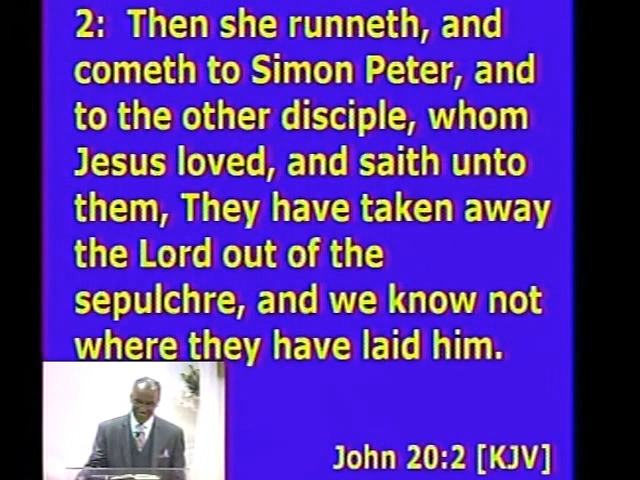 2: Then she runneth, and
cometh to Simon Peter, and
to the other disciple, whom
Jesus loved, and saith unto
them, They have taken away
the Lord out of the
sepulchre, and we know not
where they have laid him.
John 20:2 [KJV]